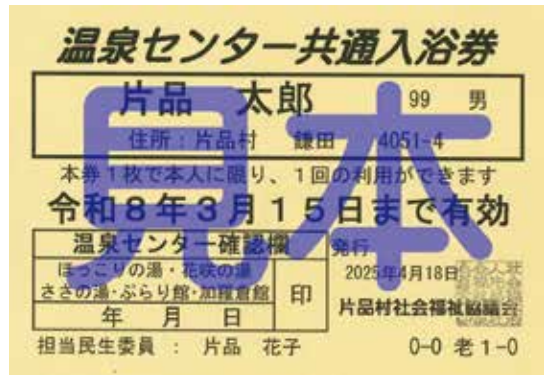 温泉センター共通入浴券
片品 太郎 99 男
住所：片品村 鎌田 4051-4
本券１枚で本人に限り、１回の利用ができます
令和８年３月１５日まで有効
温泉センター確認欄
ほっこりの湯・花咲の湯
ささの湯・ぷらり館・加羅倉館
印
年 月 日
発行
2025年4月18日
片品村社会福祉協議会
担当民生委員 ： 片品 花子 0-0 老１-0
見本